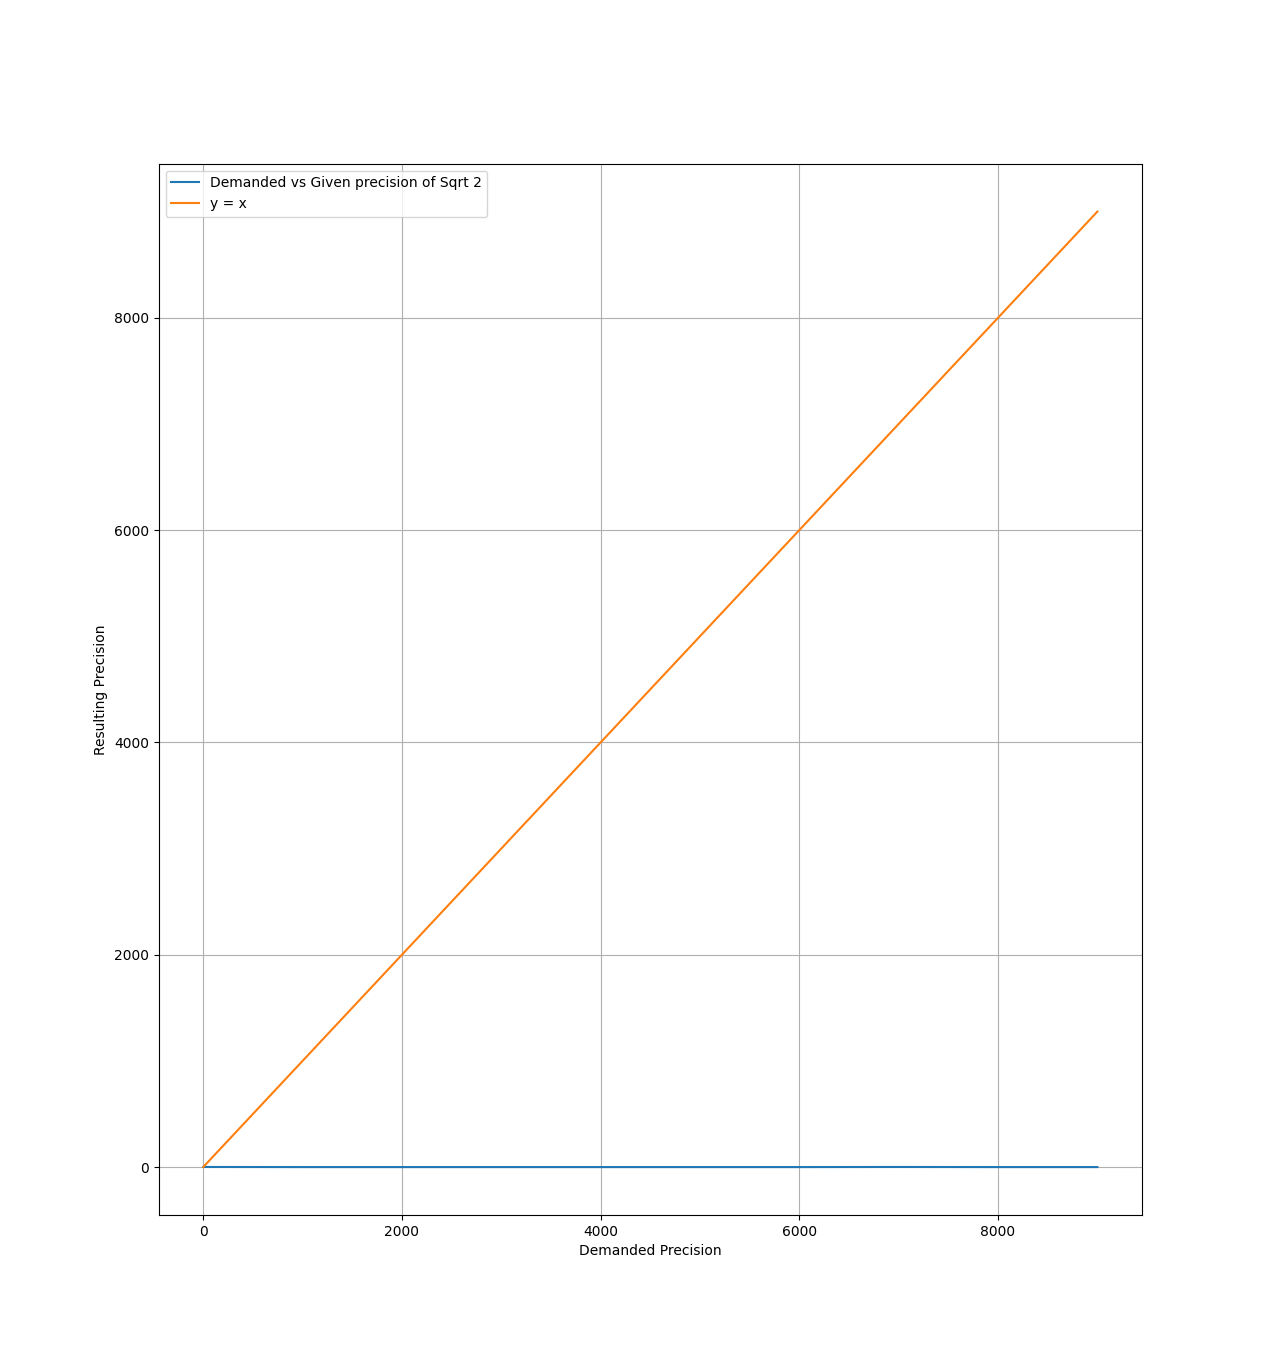 Demanded vs Given precision of Sqrt 2
y = x
8000
6000
4000
2000
0
Resulting Precision
0 2000 4000 6000 8000
Demanded Precision